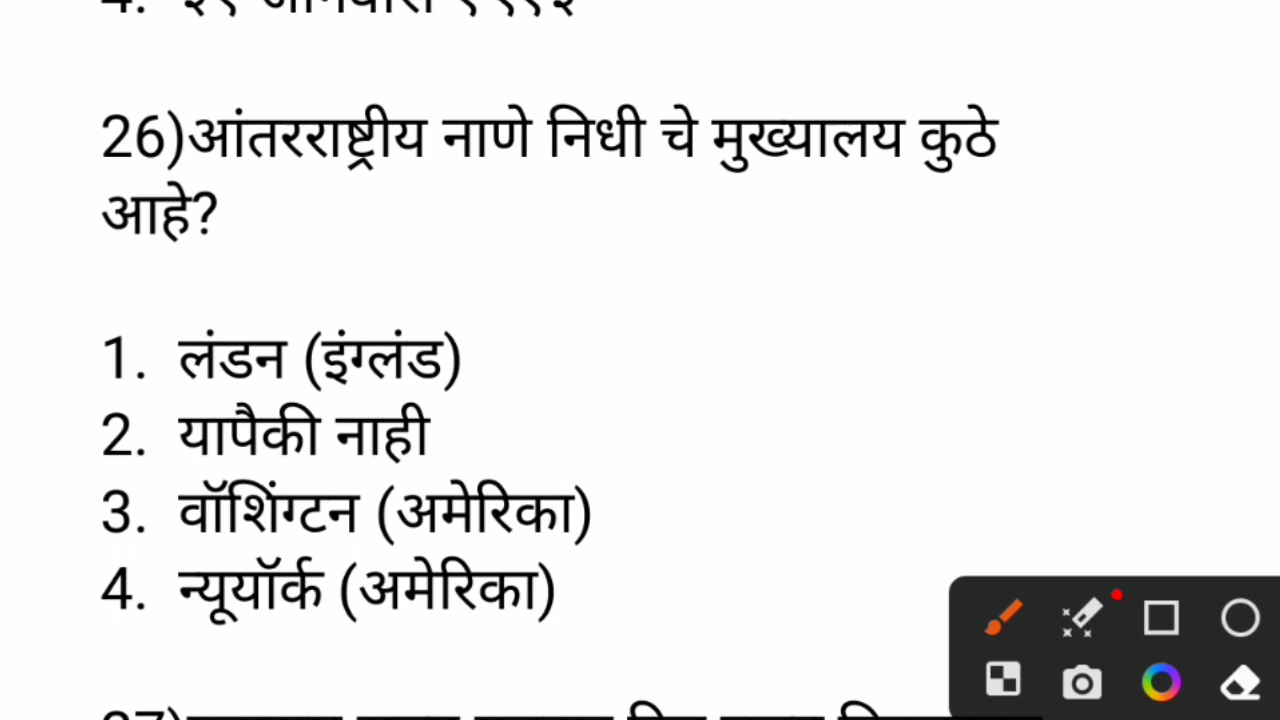 26)आंतरराष्ट्रीय नाणे निधी चे मुख्यालय कुठे
आहे?
1. लंडन (इंग्लंड)
2. यापैकी नाही
3. वॉशिंग्टन (अमेरिका)
4. न्यूयॉर्क (अमेरिका)